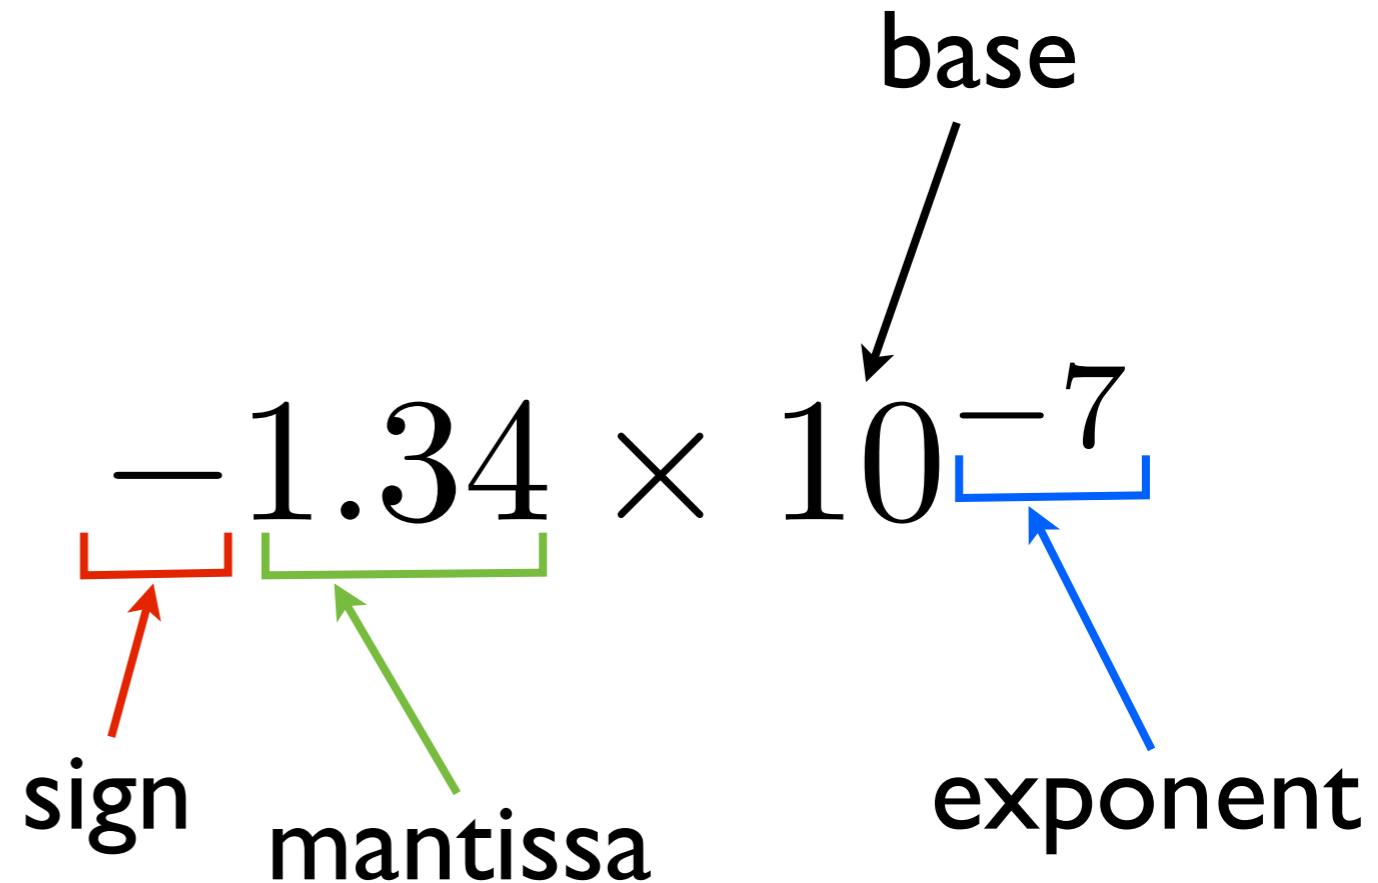 base
−1.34 × 10⁻⁷
sign
mantissa
exponent